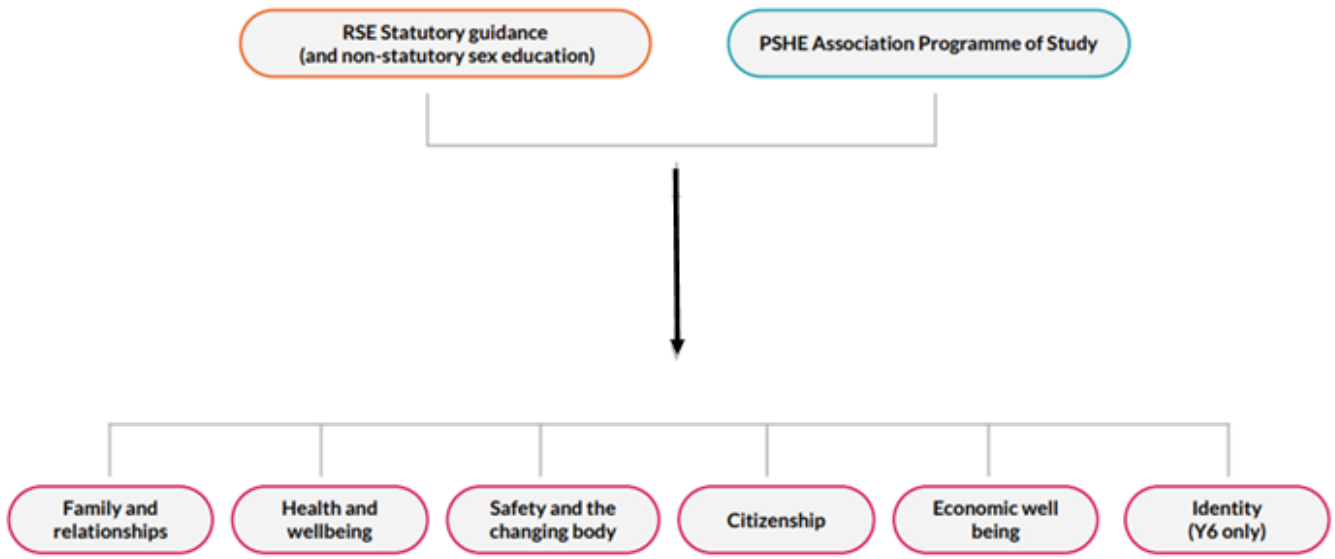 RSE Statutory guidance
(and non-statutory sex education)
PSHE Association Programme of Study
Family and
relationships
Health and
wellbeing
Safety and the
changing body
Citizenship
Economic well
being
Identity
(Y6 only)